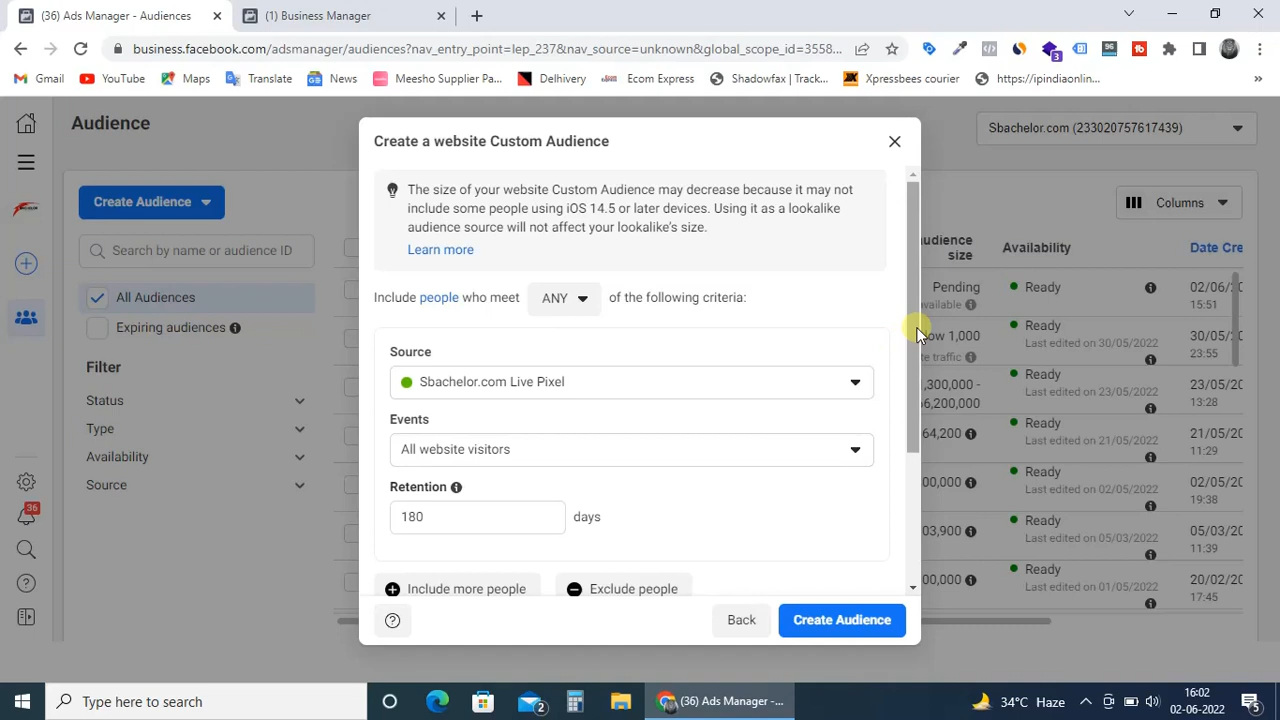 (36) Ads Manager - Audiences
(1) Business Manager
business.facebook.com/adsmanager/audiences?nav_entry_point=lep_237&nav_source=unknown&global_scope_id=3558...
Gmail
YouTube
Maps
Translate
News
Meesho Supplier Pa...
Delhivery
Ecom Express
Shadowfax | Track...
Xpressbees courier
https://ipindiaonlin...
»
Audience
Sbachelor.com (233020757617439)
Create Audience
Columns
Search by name or audience ID
All Audiences
Expiring audiences
Filter
Status
Type
Availability
Source
36
Create a website Custom Audience
The size of your website Custom Audience may decrease because it may not
include some people using iOS 14.5 or later devices. Using it as a lookalike
audience source will not affect your lookalike's size.
Learn more
Include people who meet ANY of the following criteria:
Source
Sbachelor.com Live Pixel
Events
All website visitors
Retention
180 days
Include more people
Exclude people
Back
Create Audience
udience
size
Availability
Date Cre
Pending
vailable
Ready
02/06/
15:51
low 1,000
te traffic
Ready
Last edited on 30/05/2022
30/05/
23:55
,300,000 -
66,200,000
Ready
Last edited on 23/05/2022
23/05/2
13:28
64,200
Ready
Last edited on 21/05/2022
21/05/2
11:29
00,000
Ready
Last edited on 02/05/2022
02/05/20
19:38
03,900
Ready
Last edited on 05/03/2022
05/03/20
11:39
00,000
Ready
Last edited on 01/05/2022
20/02/20
17:45
Type here to search
2
(36) Ads Manager -...
34°C Haze
16:02
02-06-2022
5